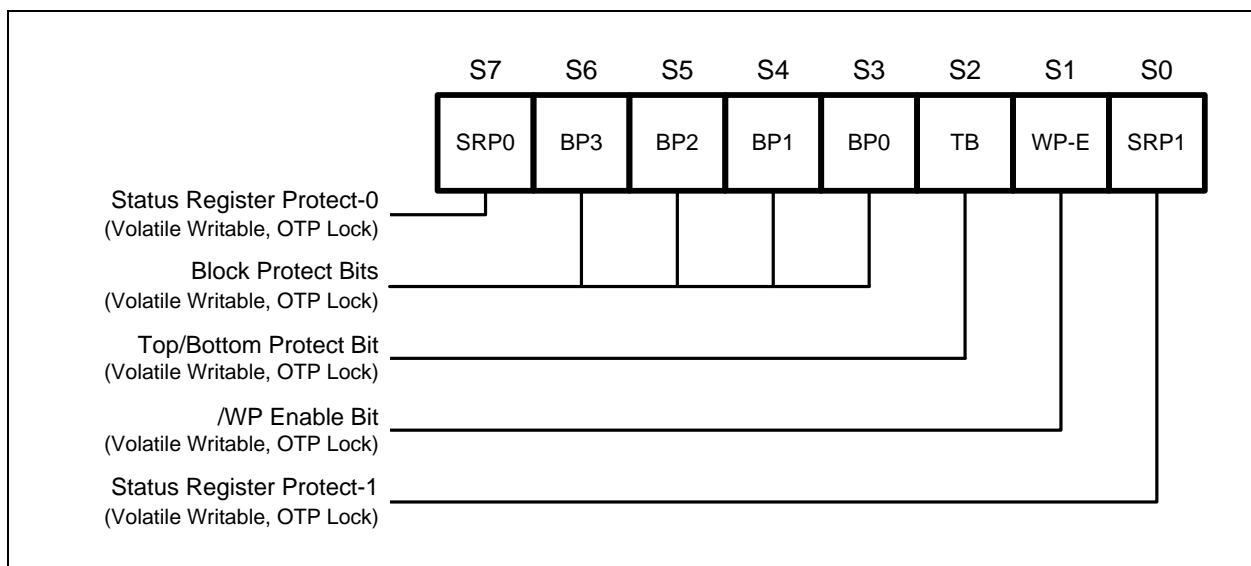 S7 S6 S5 S4 S3 S2 S1 S0
SRP0 BP3 BP2 BP1 BP0 TB WP-E SRP1
Status Register Protect-0
(Volatile Writable, OTP Lock)
Block Protect Bits
(Volatile Writable, OTP Lock)
Top/Bottom Protect Bit
(Volatile Writable, OTP Lock)
/WP Enable Bit
(Volatile Writable, OTP Lock)
Status Register Protect-1
(Volatile Writable, OTP Lock)